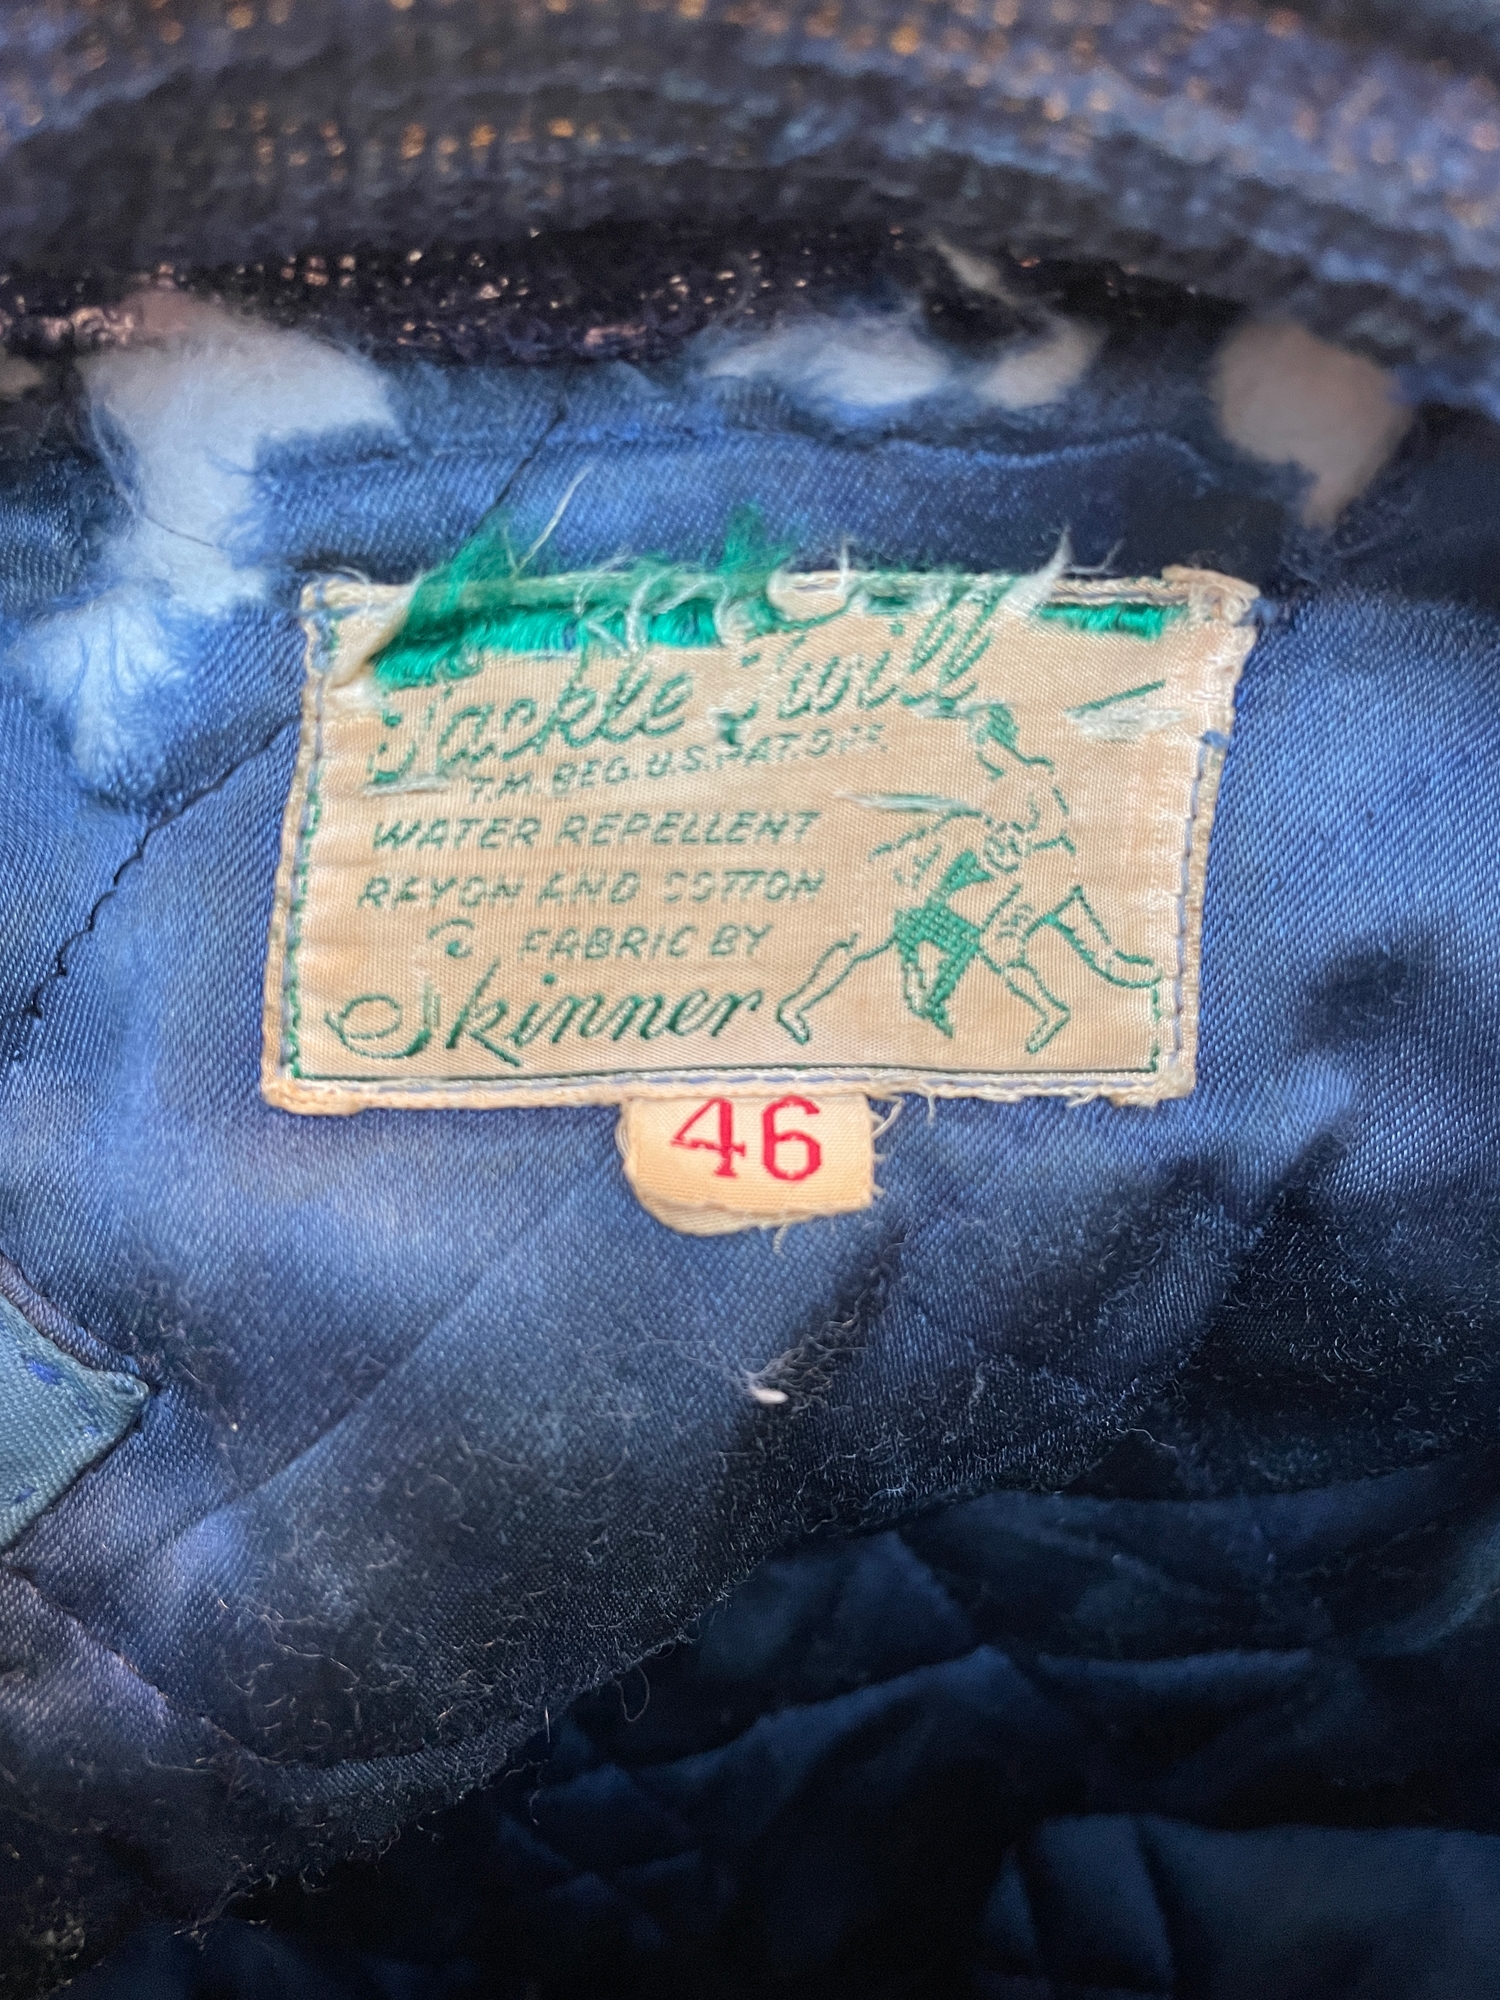 Tackle Twill
T.M. REG. U.S. PAT. OFF.
WATER REPELLENT
RAYON AND COTTON
FABRIC BY
Skinner
46